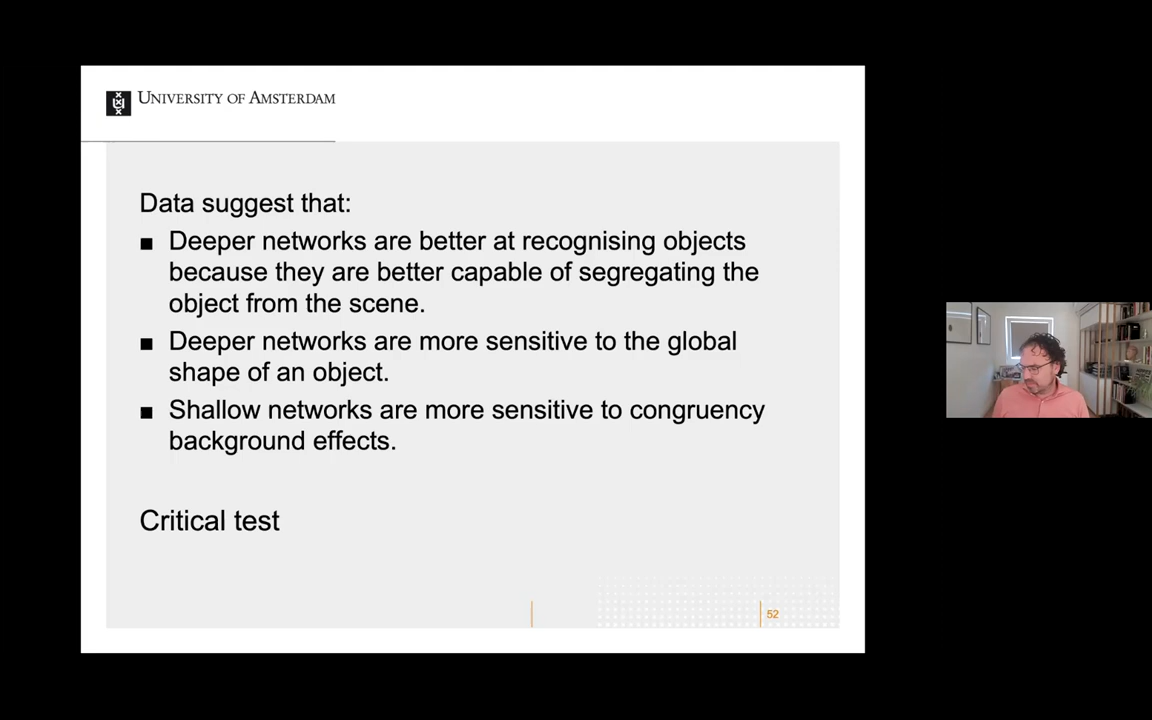 UNIVERSITY OF AMSTERDAM
Data suggest that:
■ Deeper networks are better at recognising objects
because they are better capable of segregating the
object from the scene.
■ Deeper networks are more sensitive to the global
shape of an object.
■ Shallow networks are more sensitive to congruency
background effects.
Critical test
52